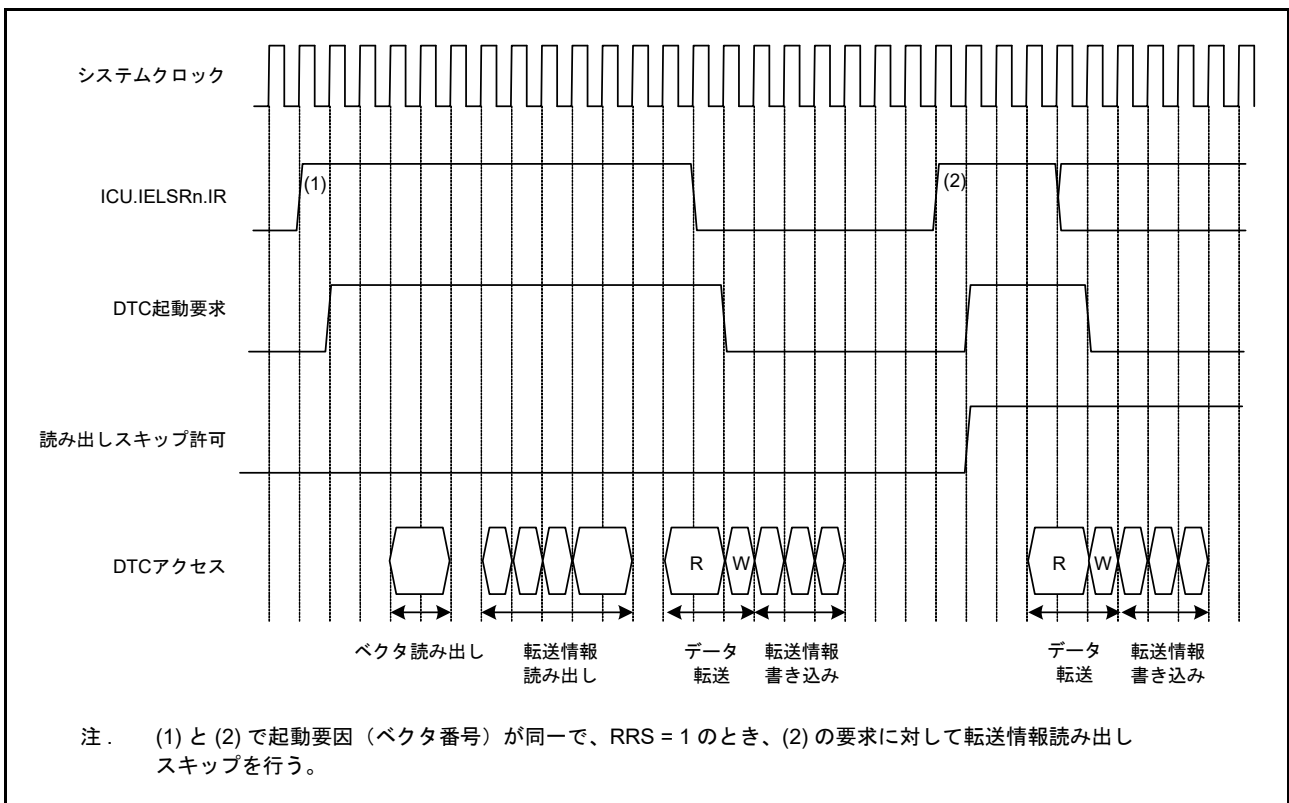 システムクロック
ICU.IELSRn.IR
(1)
(2)
DTC起動要求
読み出しスキップ許可
DTCアクセス
R
W
R
W
ベクタ読み出し
転送情報
読み出し
データ
転送
転送情報
書き込み
データ
転送
転送情報
書き込み
注 . (1) と (2) で起動要因（ベクタ番号）が同一で、RRS = 1 のとき、(2) の要求に対して転送情報読み出し
スキップを行う。